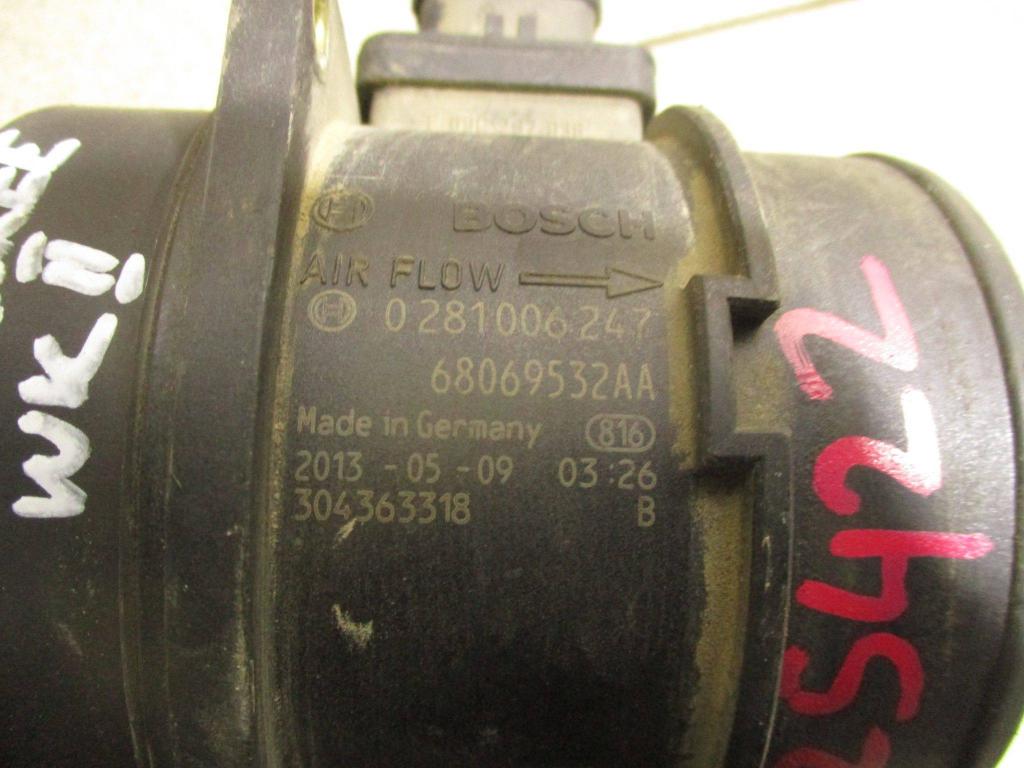 BOSCH
AIR FLOW
0 281 006 247
68069532AA
Made in Germany 816
2013 -05 -09 03:26
304363318 B
WK II
2542Z